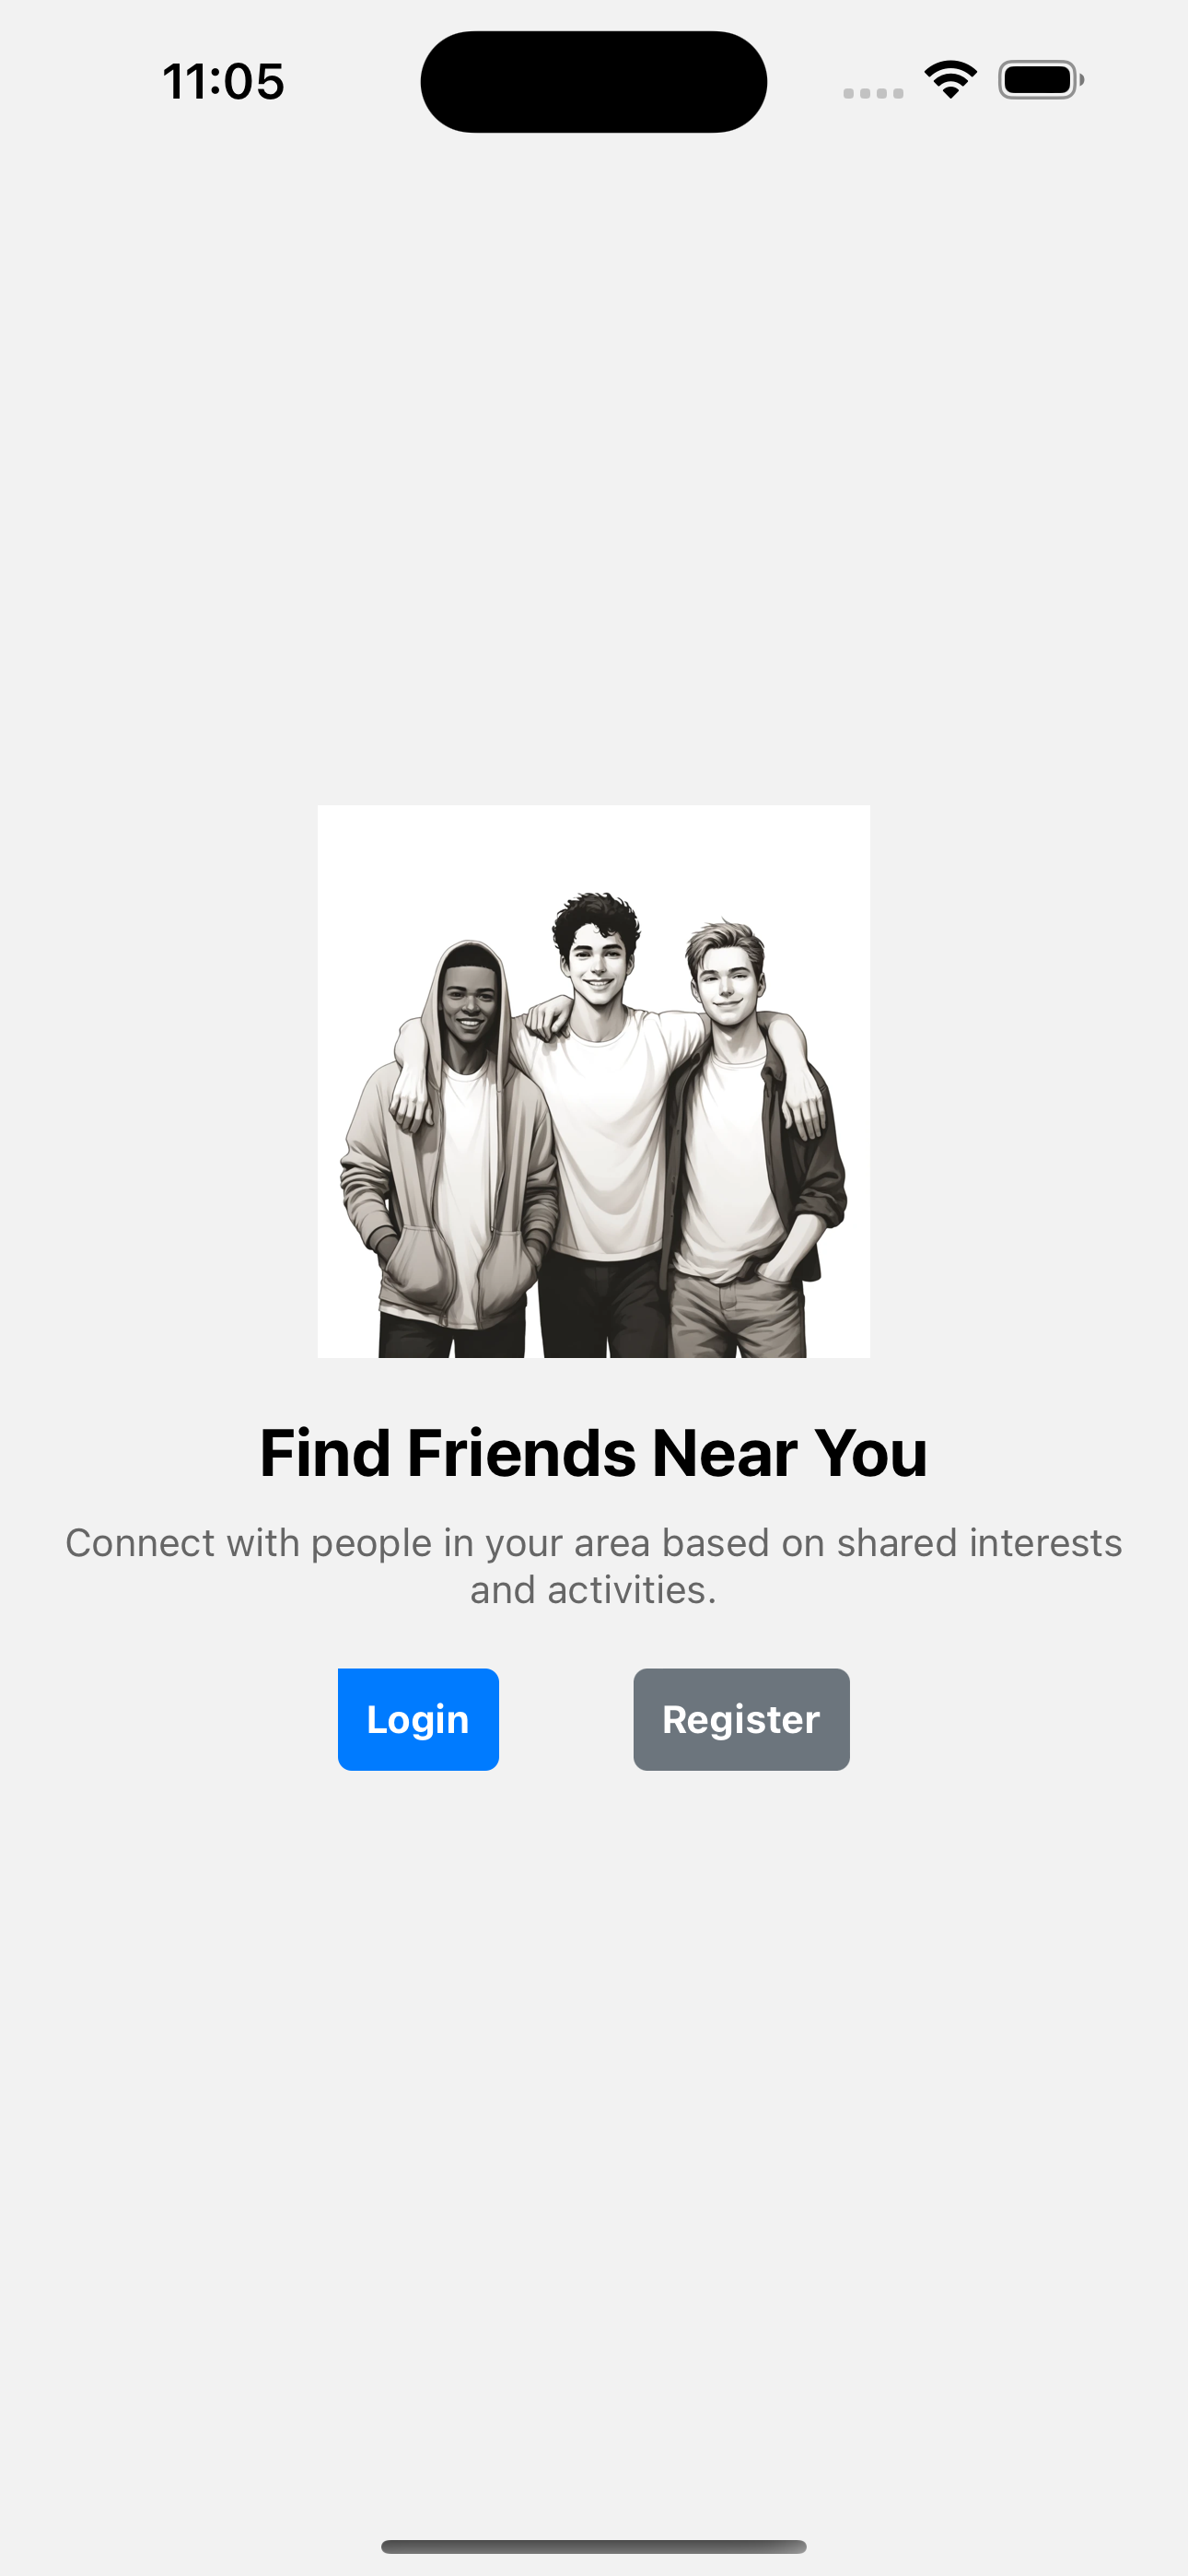 11:05
Find Friends Near You
Connect with people in your area based on shared interests
and activities.
Login
Register